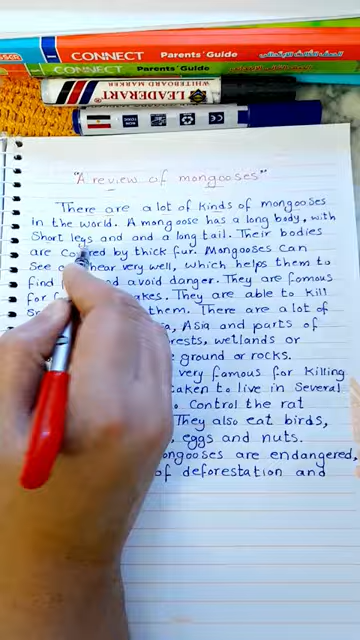 CONNECT Parents' Guide
CONNECT Parents' Guide
WHITEBOARD MARKER
LEADERART
"A review of mongooses"
There are a lot of kinds of mongooses
in the world. A mongoose has a long body, with
Short legs and and a long tail. Their bodies
are covered by thick fur. Mongooses can
See hear very well, which helps them to
find and avoid danger. They are famous
for They are able to kill
them. There are a lot of
Asia and parts of
wetlands or
ground or rocks.
very famous for killing
taken to live in Several
Control the rat
They also eat birds,
eggs and nuts.
are endangered,
of deforestation and